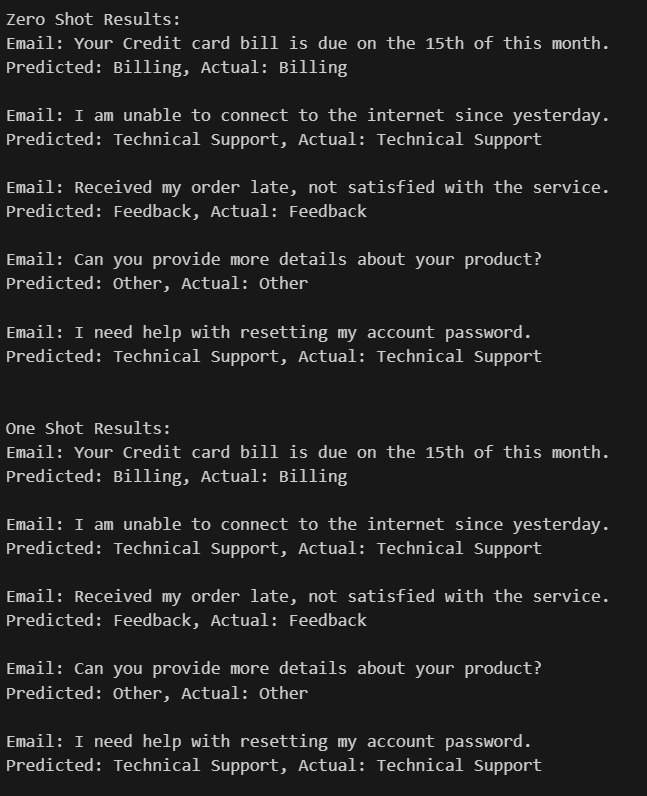 Zero Shot Results:
Email: Your Credit card bill is due on the 15th of this month.
Predicted: Billing, Actual: Billing
Email: I am unable to connect to the internet since yesterday.
Predicted: Technical Support, Actual: Technical Support
Email: Received my order late, not satisfied with the service.
Predicted: Feedback, Actual: Feedback
Email: Can you provide more details about your product?
Predicted: Other, Actual: Other
Email: I need help with resetting my account password.
Predicted: Technical Support, Actual: Technical Support
One Shot Results:
Email: Your Credit card bill is due on the 15th of this month.
Predicted: Billing, Actual: Billing
Email: I am unable to connect to the internet since yesterday.
Predicted: Technical Support, Actual: Technical Support
Email: Received my order late, not satisfied with the service.
Predicted: Feedback, Actual: Feedback
Email: Can you provide more details about your product?
Predicted: Other, Actual: Other
Email: I need help with resetting my account password.
Predicted: Technical Support, Actual: Technical Support